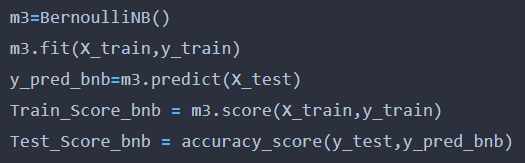 m3=BernoulliNB()
m3.fit(X_train,y_train)
y_pred_bnb=m3.predict(X_test)
Train_Score_bnb = m3.score(X_train,y_train)
Test_Score_bnb = accuracy_score(y_test,y_pred_bnb)